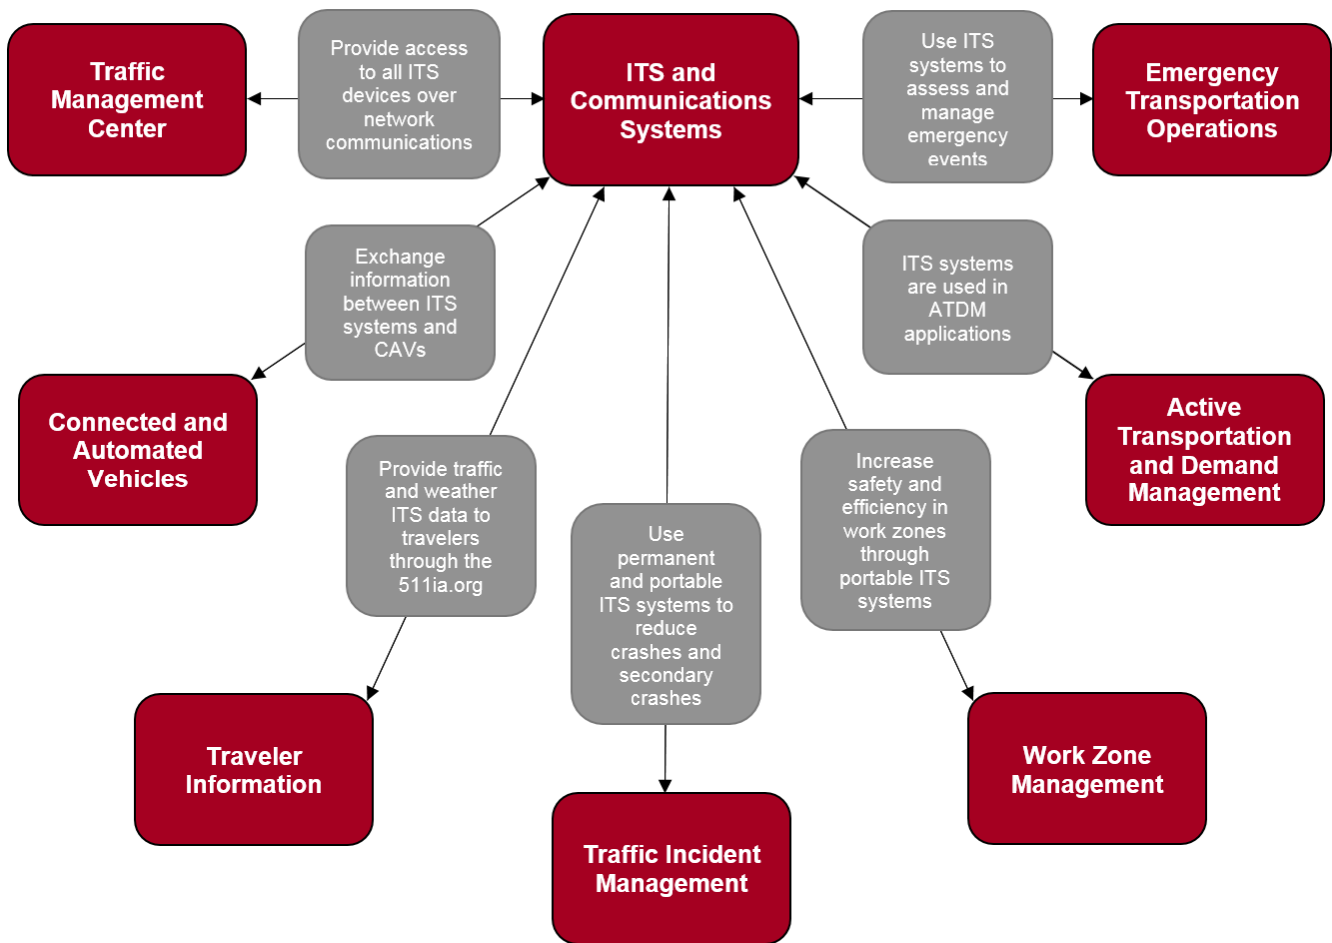 Traffic
Management
Center
Provide access
to all ITS
devices over
network
communications
ITS and
Communications
Systems
Use ITS
systems to
assess and
manage
emergency
events
Emergency
Transportation
Operations
Exchange
information
between ITS
systems and
CAVs
ITS systems
are used in
ATDM
applications
Connected and
Automated
Vehicles
Provide traffic
and weather
ITS data to
travelers
through the
511ia.org
Use
permanent
and portable
ITS systems to
reduce
crashes and
secondary
crashes
Increase
safety and
efficiency in
work zones
through
portable ITS
systems
Active
Transportation
and Demand
Management
Traveler
Information
Traffic Incident
Management
Work Zone
Management